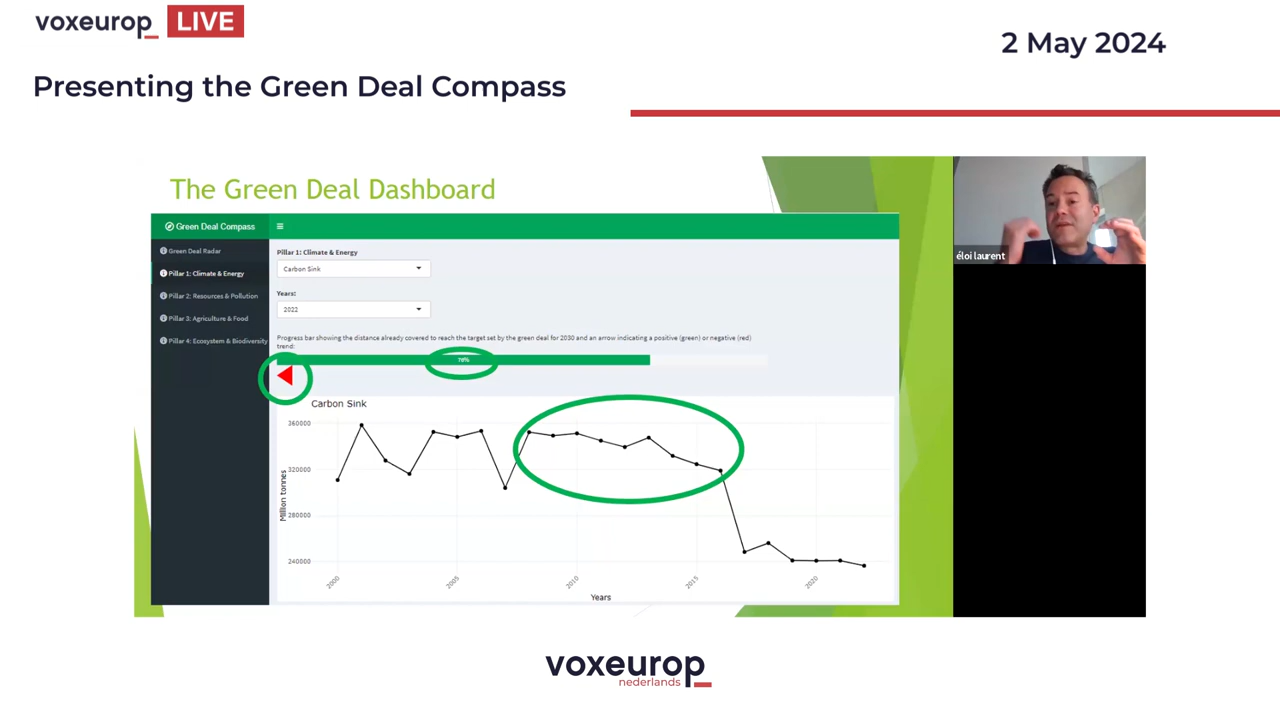 voxeurop_ LIVE
2 May 2024
Presenting the Green Deal Compass
The Green Deal Dashboard
Green Deal Compass
Green Deal Radar
Pillar 1: Climate & Energy
Pillar 2: Resources & Pollution
Pillar 3: Agriculture & Food
Pillar 4: Ecosystem & Biodiversity
Pillar 1: Climate & Energy
Carbon Sink
Years:
2022
Progress bar showing the distance already covered to reach the target set by the green deal for 2030 and an arrow indicating a positive (green) or negative (red)
trend:
76%
Carbon Sink
360000
320000
280000
240000
Million tonnes
2000
2005
2010
2015
2020
Years
éloi laurent
voxeurop_
nederlands